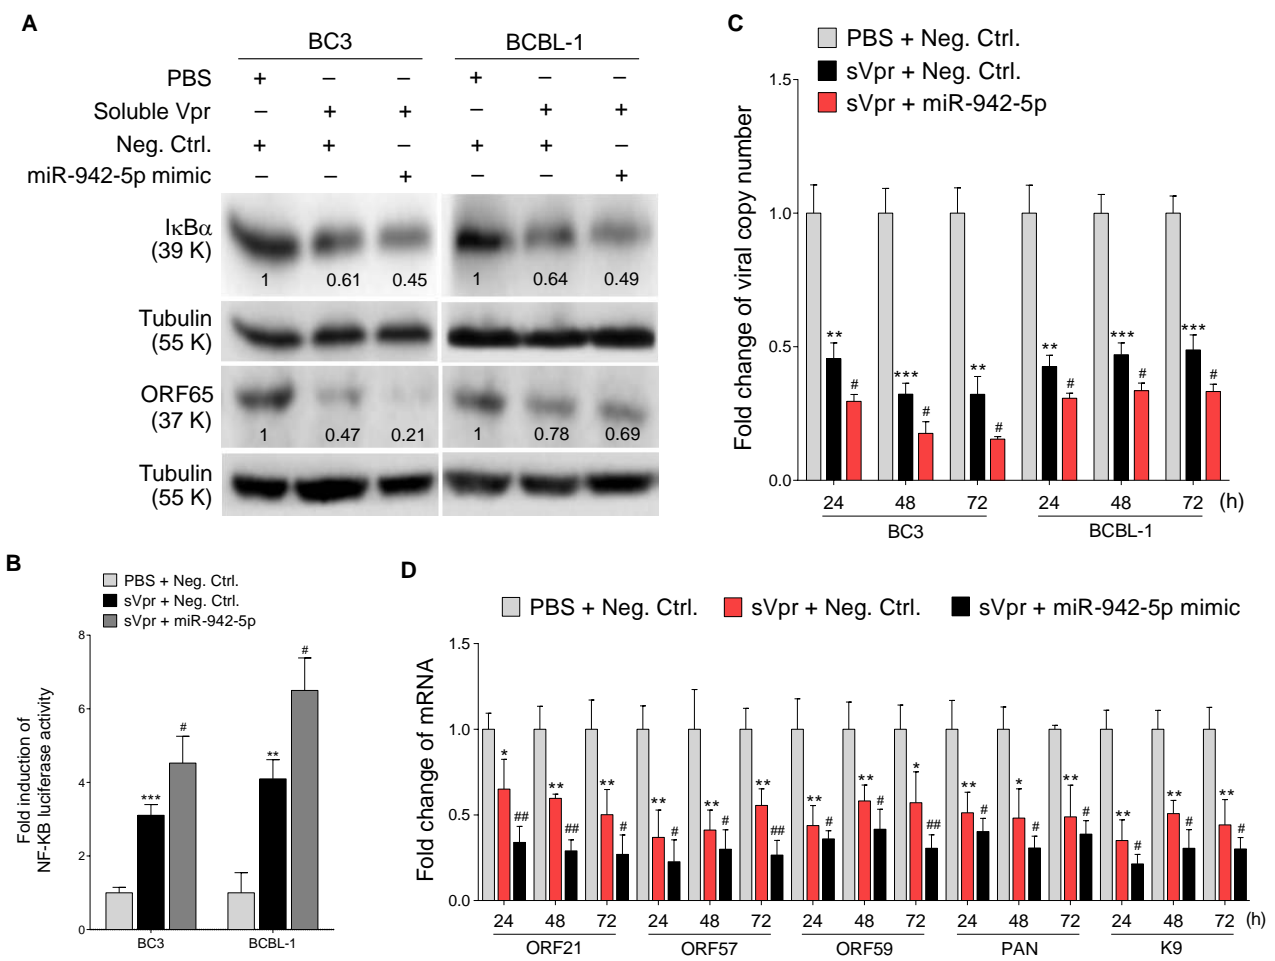 A
BC3 BCBL-1
PBS + – – + – –
Soluble Vpr – + + – + +
Neg. Ctrl. + + – + + –
miR-942-5p mimic – – + – – +
IκBα
(39 K)
1 0.61 0.45 1 0.64 0.49
Tubulin
(55 K)
ORF65
(37 K)
1 0.47 0.21 1 0.78 0.69
Tubulin
(55 K)
B
PBS + Neg. Ctrl.
sVpr + Neg. Ctrl.
sVpr + miR-942-5p
Fold induction of
NF-KB luciferase activity
8
6
4
2
0
*** # ** #
BC3 BCBL-1
C
PBS + Neg. Ctrl.
sVpr + Neg. Ctrl.
sVpr + miR-942-5p
Fold change of viral copy number
1.5
1.0
0.5
0.0
** # *** # ** # ** # *** # *** #
24 48 72 24 48 72 (h)
BC3 BCBL-1
D
PBS + Neg. Ctrl. sVpr + Neg. Ctrl. sVpr + miR-942-5p mimic
Fold change of mRNA
1.5
1.0
0.5
0.0
* ## ** ## ** # ** # ** # ** ## ** # ** # * ## ** # * # ** # ** # ** # ** #
24 48 72 24 48 72 24 48 72 24 48 72 24 48 72 (h)
ORF21 ORF57 ORF59 PAN K9